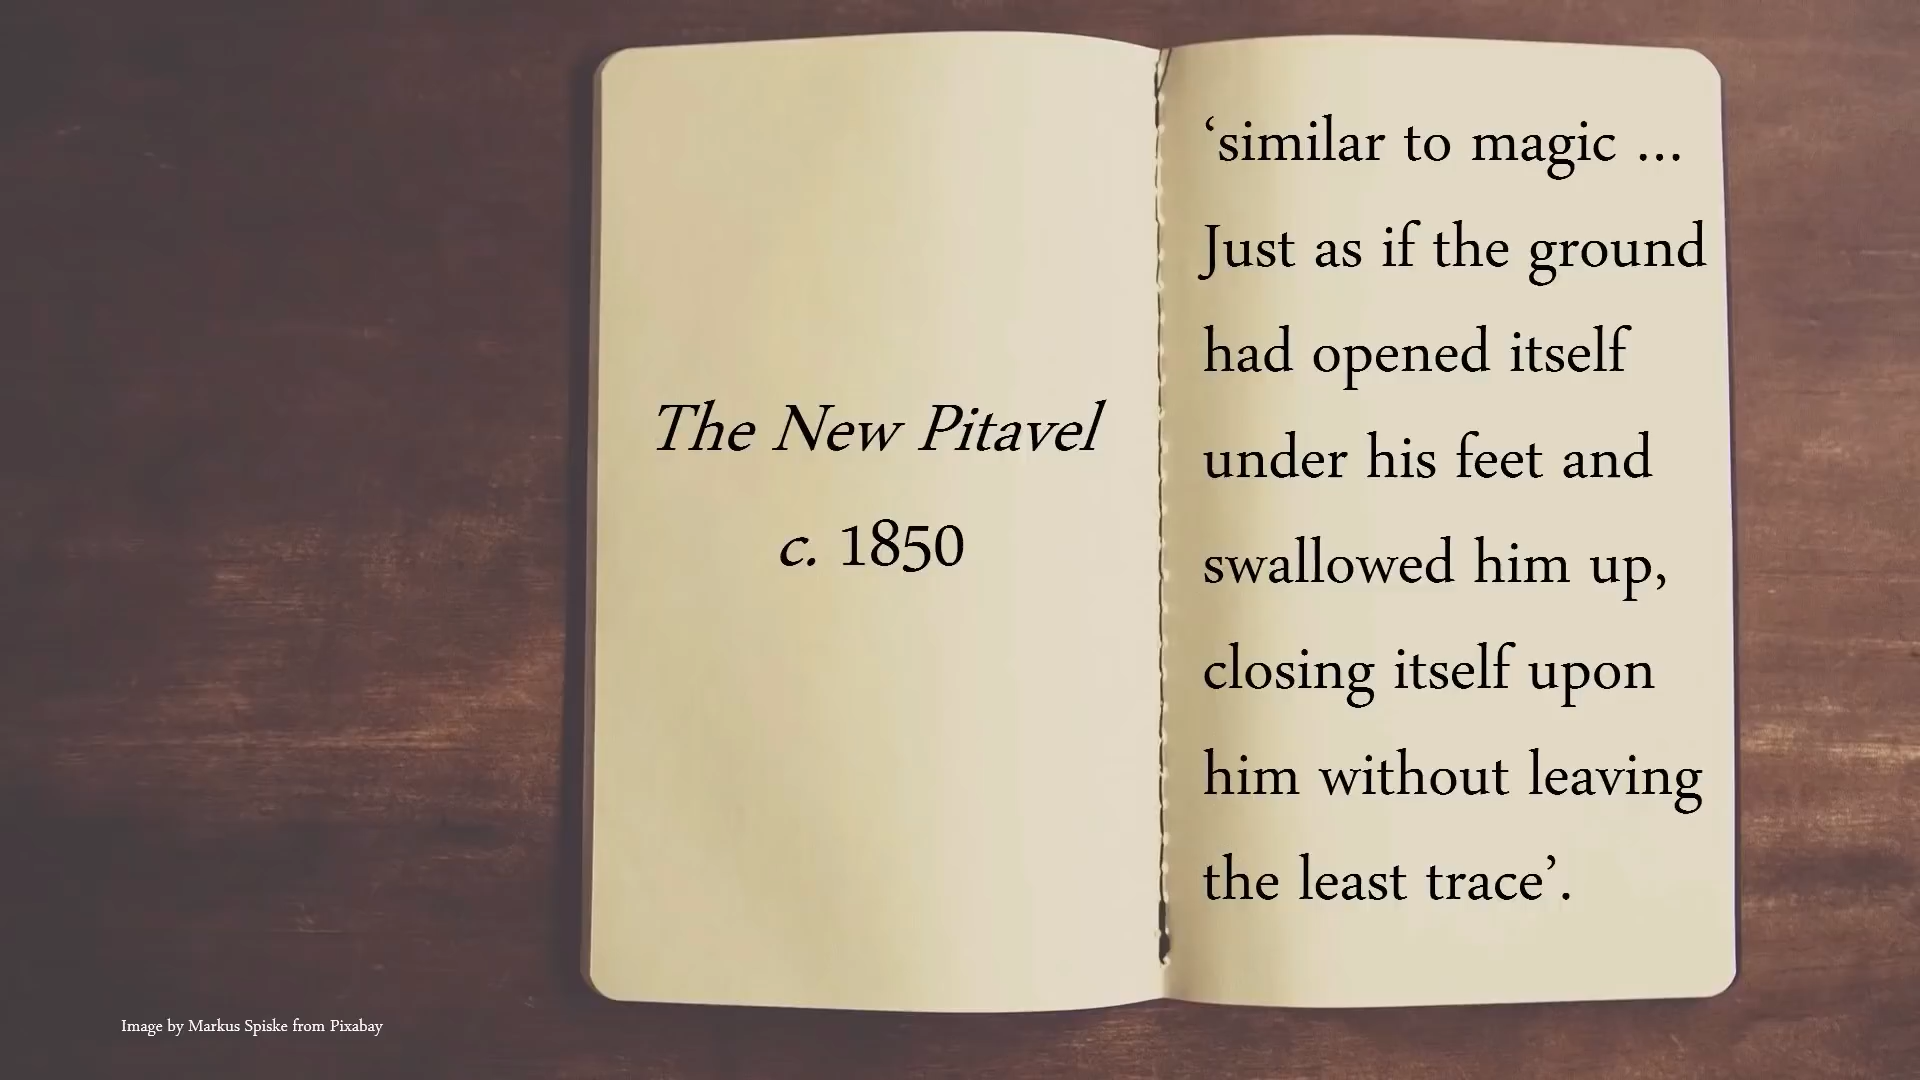 The New Pitavel
c. 1850
‘similar to magic ...
Just as if the ground
had opened itself
under his feet and
swallowed him up,
closing itself upon
him without leaving
the least trace’.
Image by Markus Spiske from Pixabay